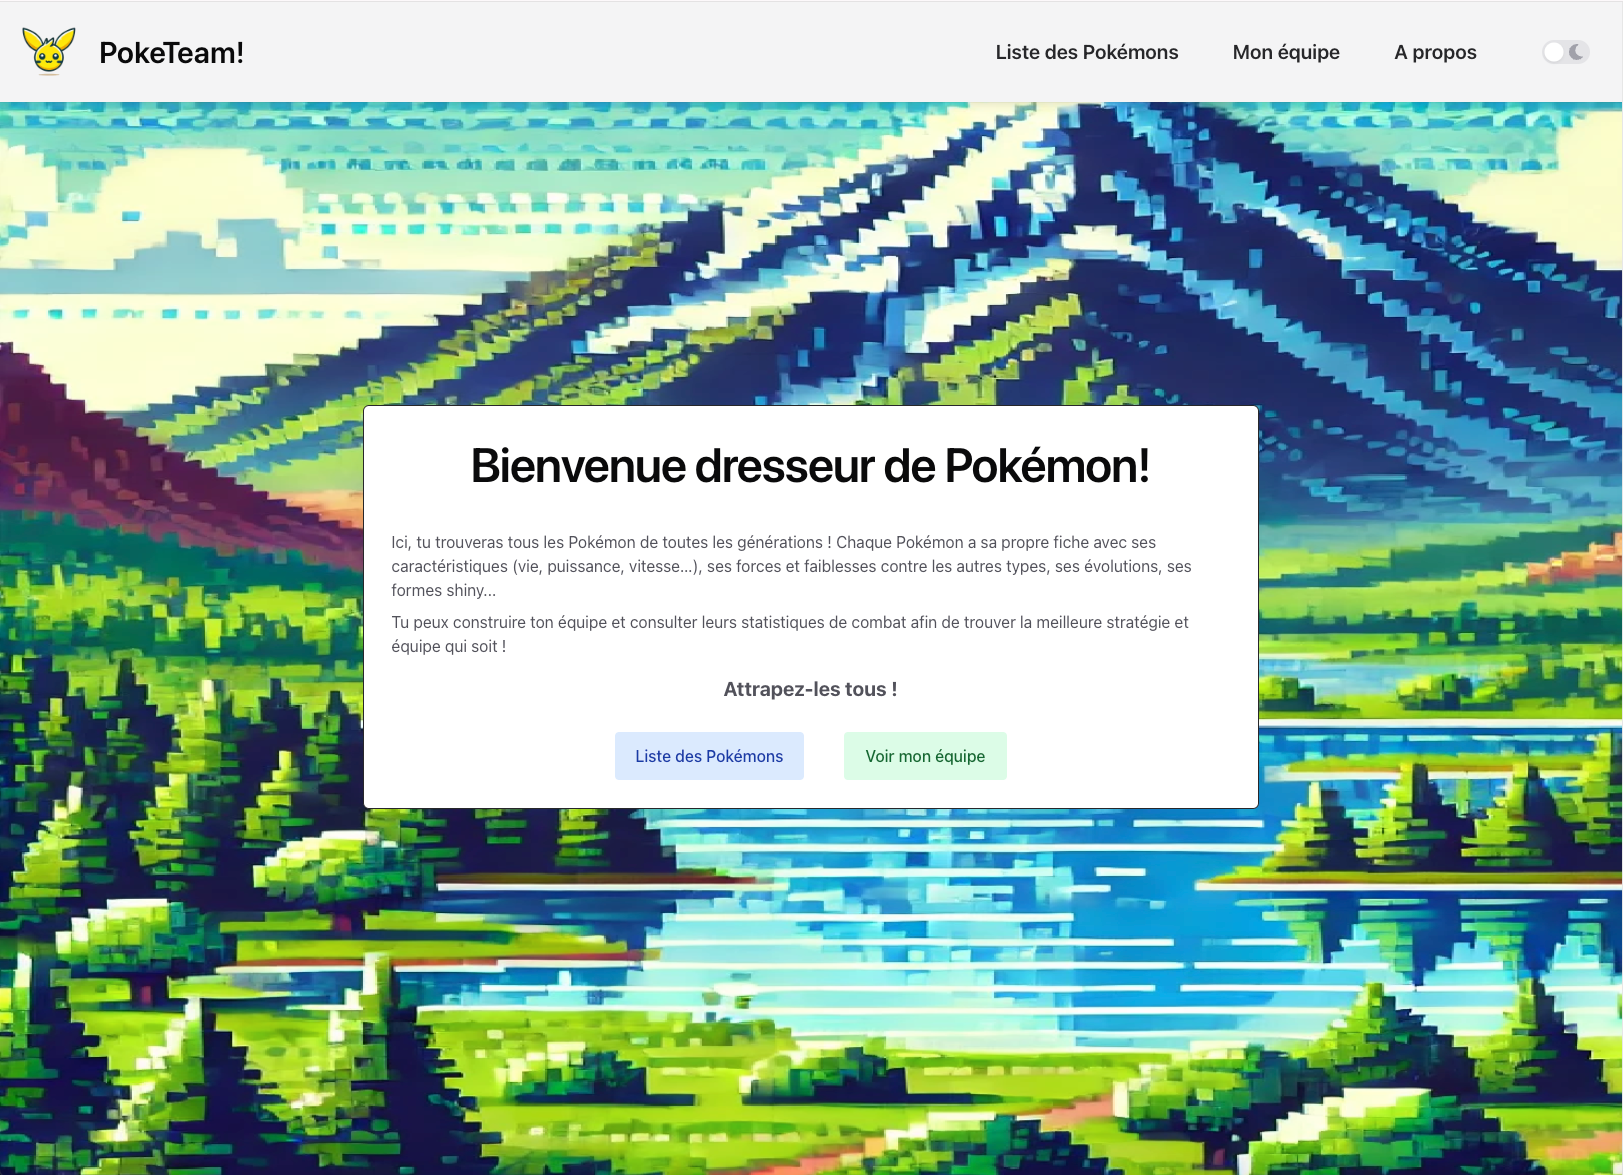 PokeTeam!
Liste des Pokémons
Mon équipe
A propos
Bienvenue dresseur de Pokémon!
Ici, tu trouveras tous les Pokémon de toutes les générations ! Chaque Pokémon a sa propre fiche avec ses
caractéristiques (vie, puissance, vitesse...), ses forces et faiblesses contre les autres types, ses évolutions, ses
formes shiny...
Tu peux construire ton équipe et consulter leurs statistiques de combat afin de trouver la meilleure stratégie et
équipe qui soit !
Attrapez-les tous !
Liste des Pokémons
Voir mon équipe